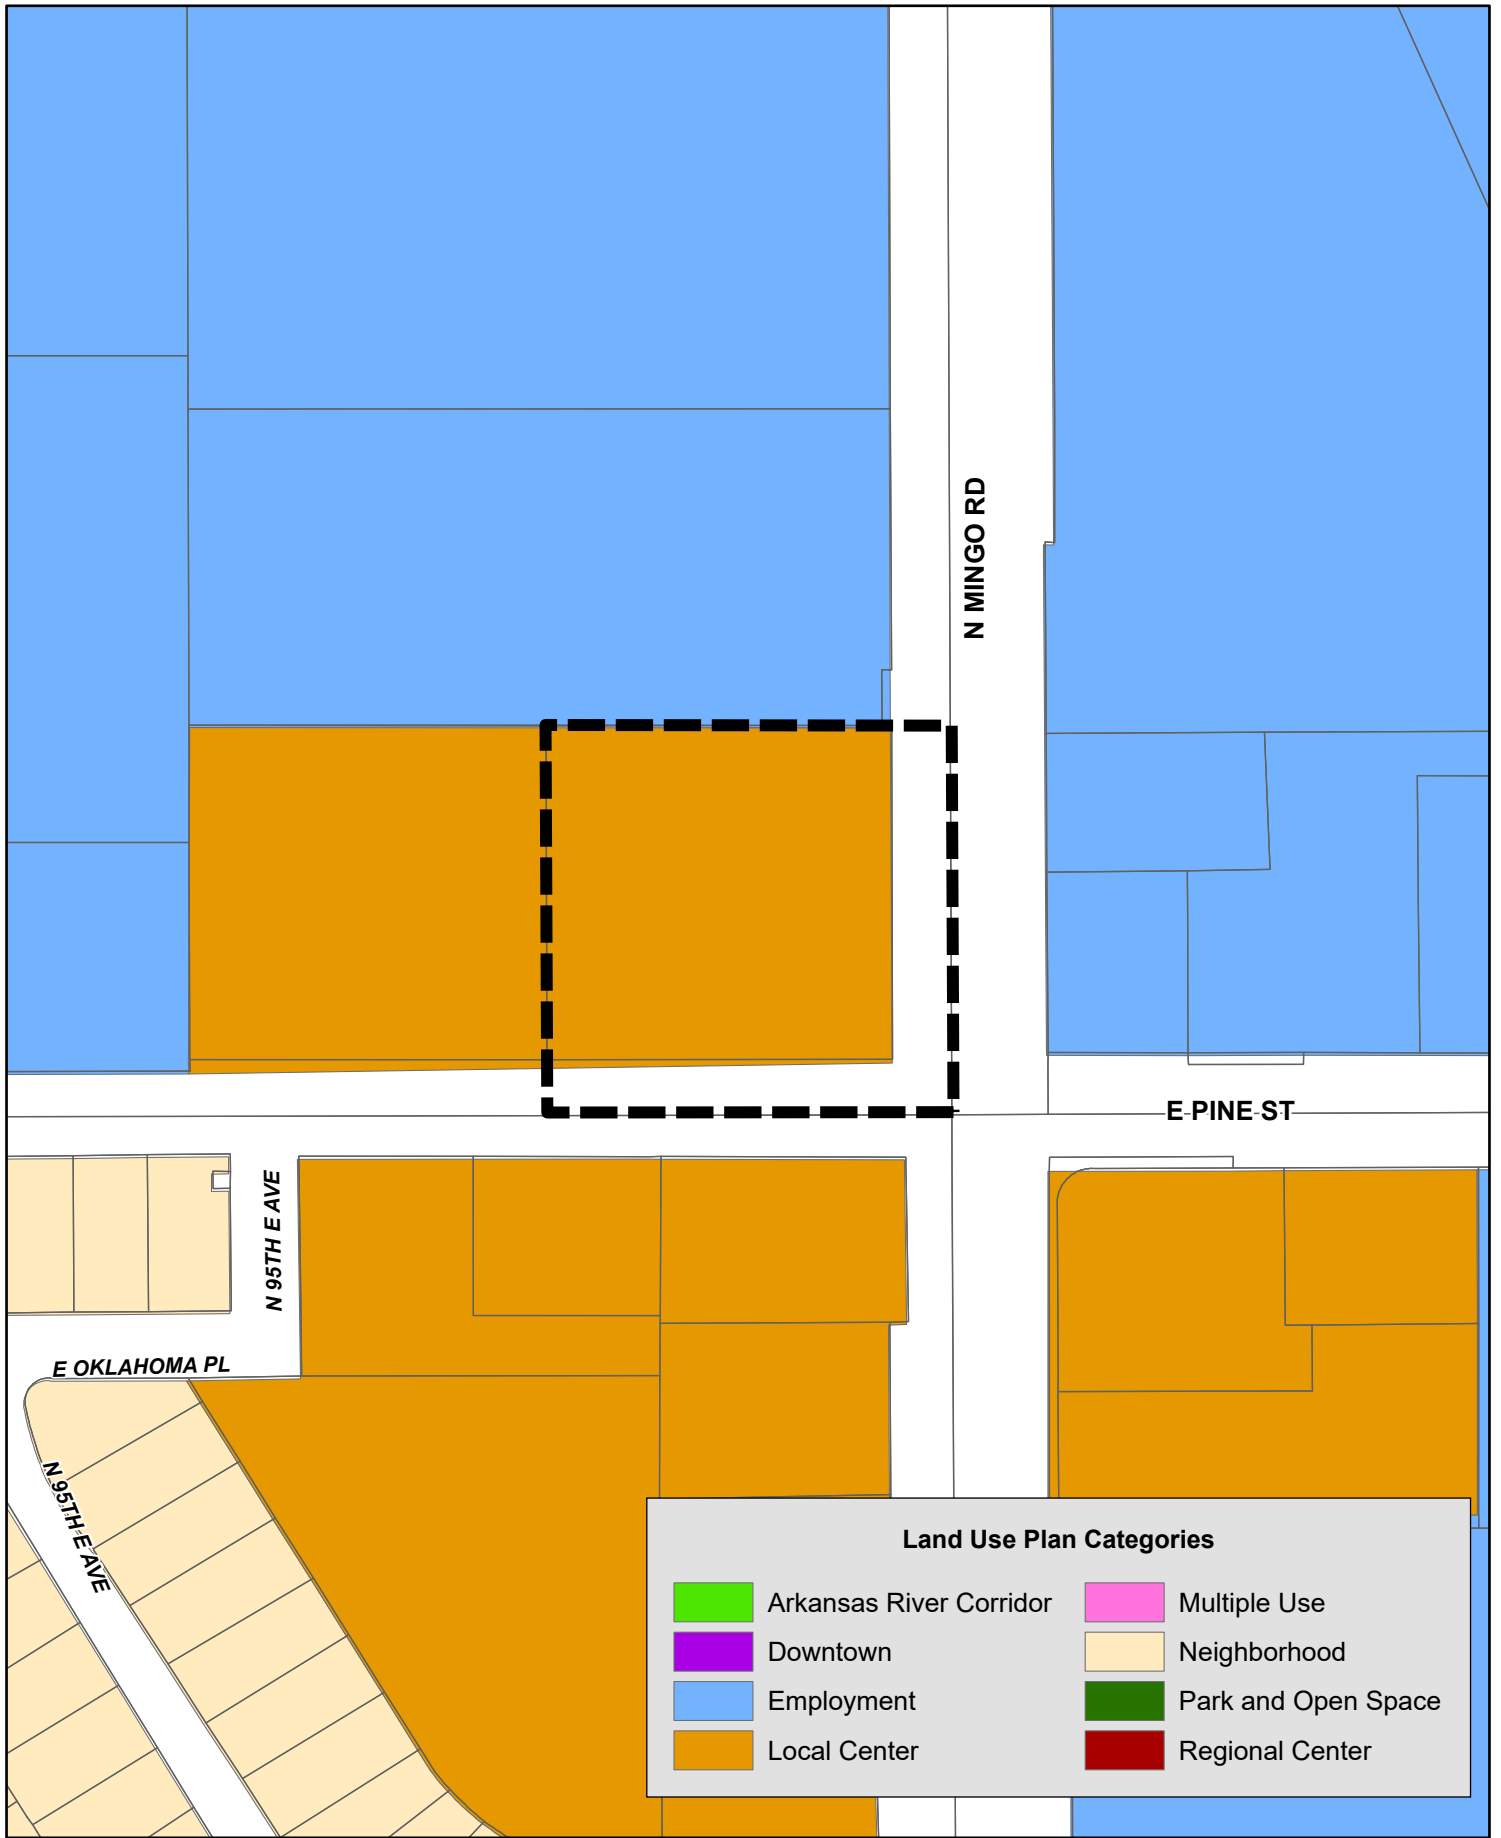 N MINGO RD
E PINE ST
N 95TH E AVE
E OKLAHOMA PL
N 95TH E AVE
Land Use Plan Categories
Arkansas River Corridor
Downtown
Employment
Local Center
Multiple Use
Neighborhood
Park and Open Space
Regional Center